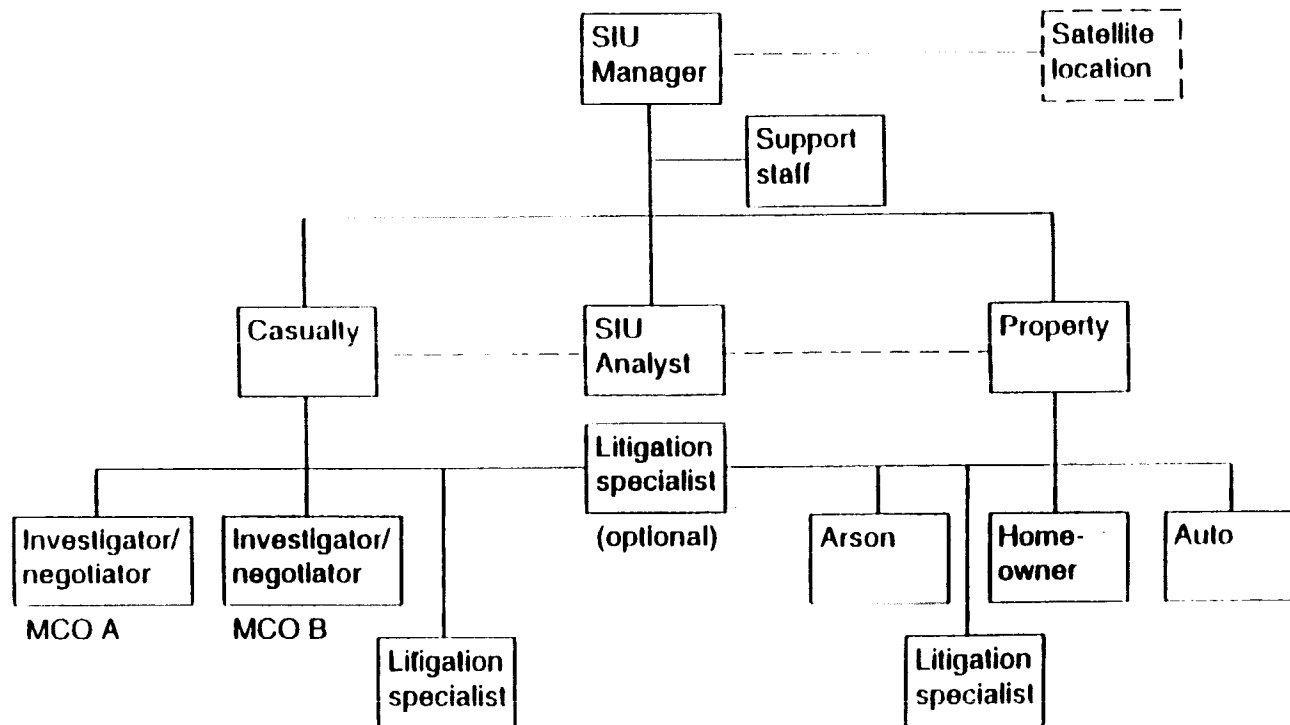 SIU
Manager
Satellite
location
Support
staff
Casualty
SIU
Analyst
Property
Litigation
specialist
(optional)
Investigator/
negotiator
MCO A
Investigator/
negotiator
MCO B
Litigation
specialist
Arson
Home-
owner
Auto
Litigation
specialist